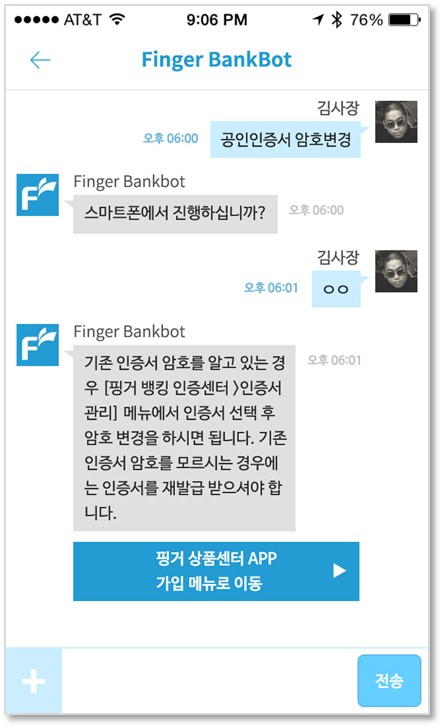 AT&T 9:06 PM 76%
Finger BankBot
김사장
오후 06:00 공인인증서 암호변경
Finger Bankbot
스마트폰에서 진행하십니까? 오후 06:00
김사장
오후 06:01 ㅇㅇ
Finger Bankbot
기존 인증서 암호를 알고 있는 경 오후 06:01
우 [핑거 뱅킹 인증센터 >인증서
관리] 메뉴에서 인증서 선택 후
암호 변경을 하시면 됩니다. 기존
인증서 암호를 모르시는 경우에
는 인증서를 재발급 받으셔야 합
니다.
핑거 상품센터 APP
가입 메뉴로 이동
전송